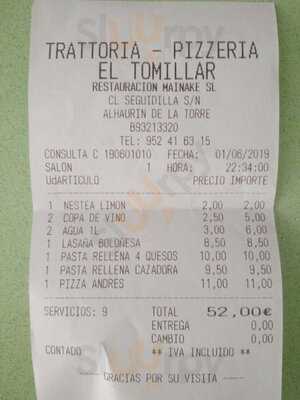 TRATTORIA - PIZZERIA
EL TOMILLAR
RESTAURACION MAINAKE SL
CL SEGUIDILLA S/N
ALHAURIN DE LA TORRE
B93213320
TEL: 952 41 63 15
CONSULTA C 190601010 FECHA: 01/06/2019
SALON 1 HORA: 22:34:00
UdARTICULO PRECIO IMPORTE
1 NESTEA LIMON 2,00 2,00
2 COPA DE VINO 2,50 5,00
2 AGUA 1L 3,00 6,00
1 LASAÑA BOLOÑESA 8,50 8,50
1 PASTA RELLENA 4 QUESOS 10,00 10,00
1 PASTA RELLENA CAZADORA 9,50 9,50
1 PIZZA ANDRES 11,00 11,00
SERVICIOS: 9 TOTAL 52,00€
ENTREGA 0,00
CAMBIO 0,00
CONTADO ** IVA INCLUIDO **
---- GRACIAS POR SU VISITA ----